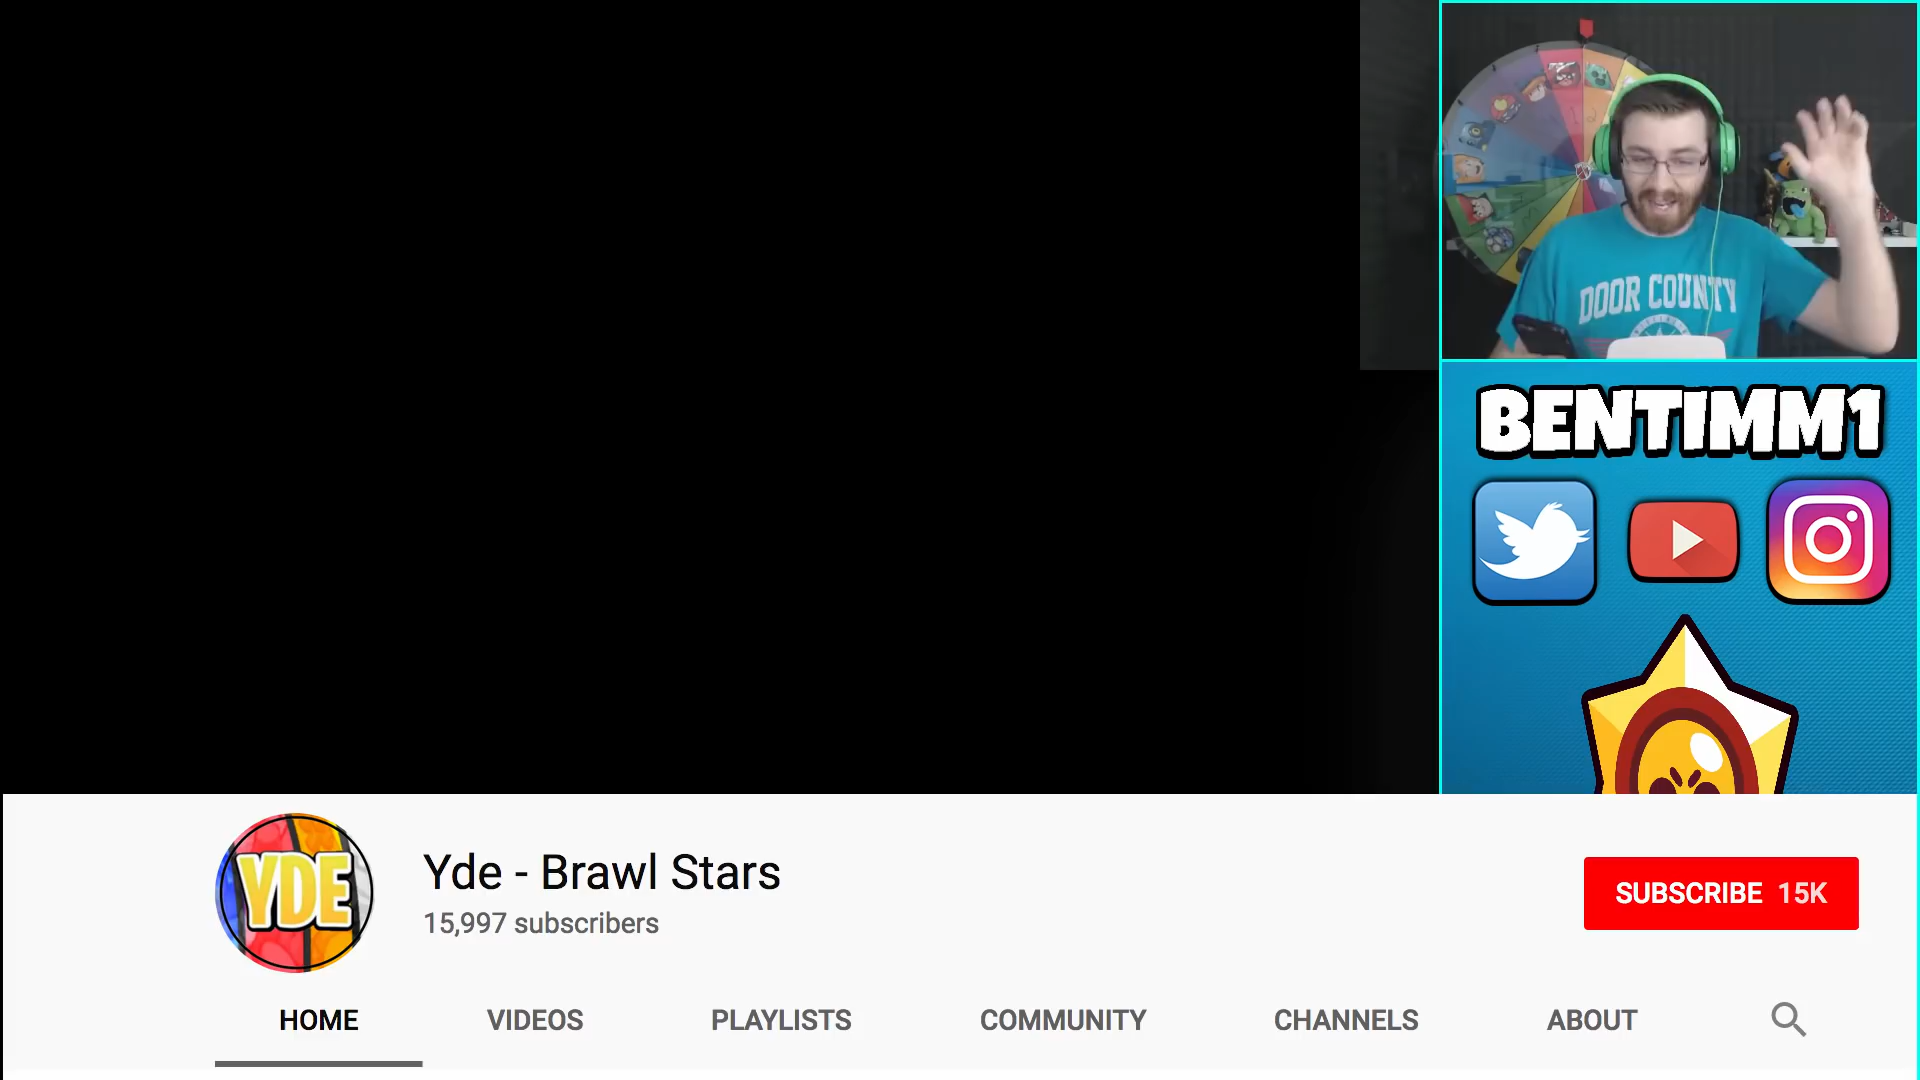 DOOR COUNTY
BENTIMM1
YDE
Yde - Brawl Stars
15,997 subscribers
SUBSCRIBE 15K
HOME VIDEOS PLAYLISTS COMMUNITY CHANNELS ABOUT